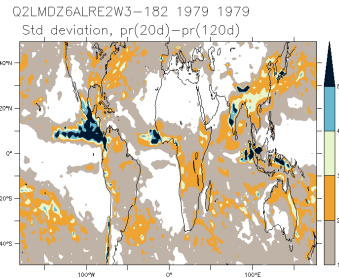 Q2LMDZ6ALRE2W3-182 1979 1979
Std deviation, pr(20d)-pr(120d)
40°N
20°N
0°
20°S
40°S
100°W
0°
100°E